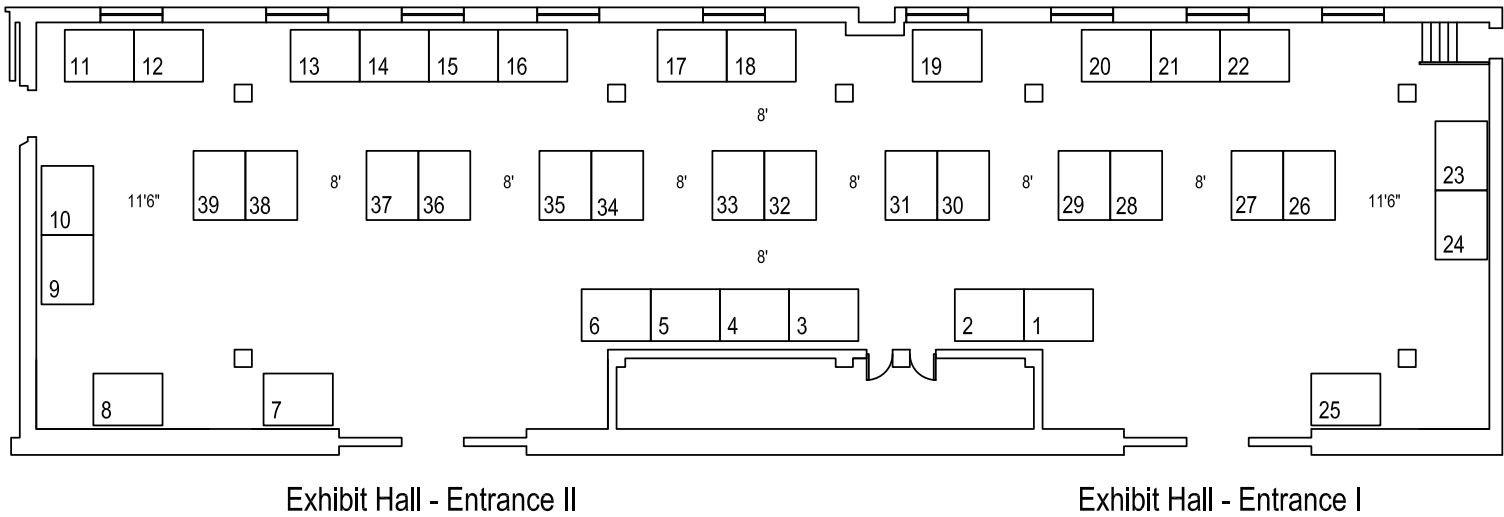 11 12 13 14 15 16 17 18 19 20 21 22
8'
23
10 11'6" 39 38 8' 37 36 8' 35 34 8' 33 32 8' 31 30 8' 29 28 8' 27 26 11'6"
24
8'
9
6 5 4 3 2 1
8 7 25
Exhibit Hall - Entrance II Exhibit Hall - Entrance I